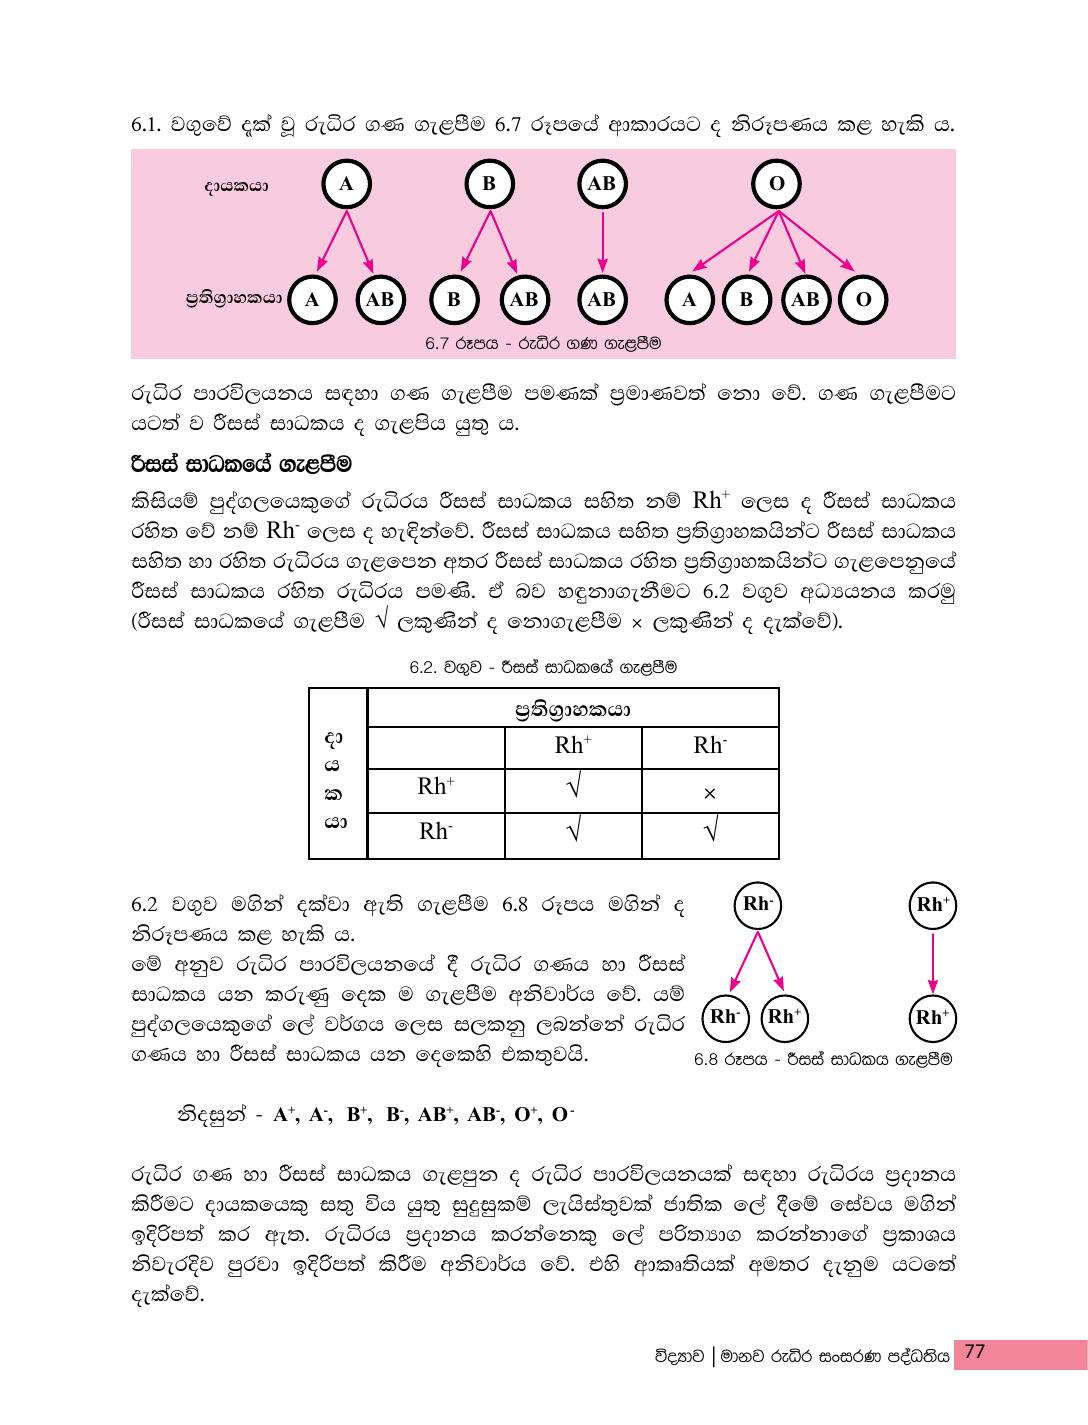 6.1. වගුවේ දැක් වූ රුධිර ගණ ගැළපීම 6.7 රූපයේ ආකාරයට ද නිරූපණය කළ හැකි ය.
දායකයා A B AB O
ප්‍රතිග්‍රාහකයා A AB B AB AB A B AB O
6.7 රූපය - රුධිර ගණ ගැළපීම
රුධිර පාරවිලයනය සඳහා ගණ ගැළපීම පමණක් ප්‍රමාණවත් නො වේ. ගණ ගැළපීමට
යටත් ව රීසස් සාධකය ද ගැළපිය යුතු ය.
රීසස් සාධකයේ ගැළපීම
කිසියම් පුද්ගලයෙකුගේ රුධිරය රීසස් සාධකය සහිත නම් Rh⁺ ලෙස ද රීසස් සාධකය
රහිත වේ නම් Rh⁻ ලෙස ද හැඳින්වේ. රීසස් සාධකය සහිත ප්‍රතිග්‍රාහකයින්ට රීසස් සාධකය
සහිත හා රහිත රුධිරය ගැළපෙන අතර රීසස් සාධකය රහිත ප්‍රතිග්‍රාහකයින්ට ගැළපෙනුයේ
රීසස් සාධකය රහිත රුධිරය පමණි. ඒ බව හඳුනාගැනීමට 6.2 වගුව අධ්‍යයනය කරමු
(රීසස් සාධකයේ ගැළපීම √ ලකුණින් ද නොගැළපීම × ලකුණින් ද දැක්වේ).
6.2. වගුව - රීසස් සාධකයේ ගැළපීම
දා
ය
ක
යා
ප්‍රතිග්‍රාහකයා
Rh⁺ Rh⁻
Rh⁺ √ ×
Rh⁻ √ √
6.2 වගුව මගින් දක්වා ඇති ගැළපීම 6.8 රූපය මගින් ද
නිරූපණය කළ හැකි ය.
මේ අනුව රුධිර පාරවිලයනයේ දී රුධිර ගණය හා රීසස්
සාධකය යන කරුණු දෙක ම ගැළපීම අනිවාර්ය වේ. යම්
පුද්ගලයෙකුගේ ලේ වර්ගය ලෙස සලකනු ලබන්නේ රුධිර
ගණය හා රීසස් සාධකය යන දෙකෙහි එකතුවයි.
Rh⁻ Rh⁺
Rh⁻ Rh⁺ Rh⁺
6.8 රූපය - රීසස් සාධකය ගැළපීම
නිදසුන් - A⁺, A⁻, B⁺, B⁻, AB⁺, AB⁻, O⁺, O⁻
රුධිර ගණ හා රීසස් සාධකය ගැළපුන ද රුධිර පාරවිලයනයක් සඳහා රුධිරය ප්‍රදානය
කිරීමට දායකයෙකු සතු විය යුතු සුදුසුකම් ලැයිස්තුවක් ජාතික ලේ දීමේ සේවය මගින්
ඉදිරිපත් කර ඇත. රුධිරය ප්‍රදානය කරන්නෙකු ලේ පරිත්‍යාග කරන්නාගේ ප්‍රකාශය
නිවැරදිව පුරවා ඉදිරිපත් කිරීම අනිවාර්ය වේ. එහි ආකෘතියක් අමතර දැනුම යටතේ
දැක්වේ.
විද්‍යාව | මානව රුධිර සංසරණ පද්ධතිය 77